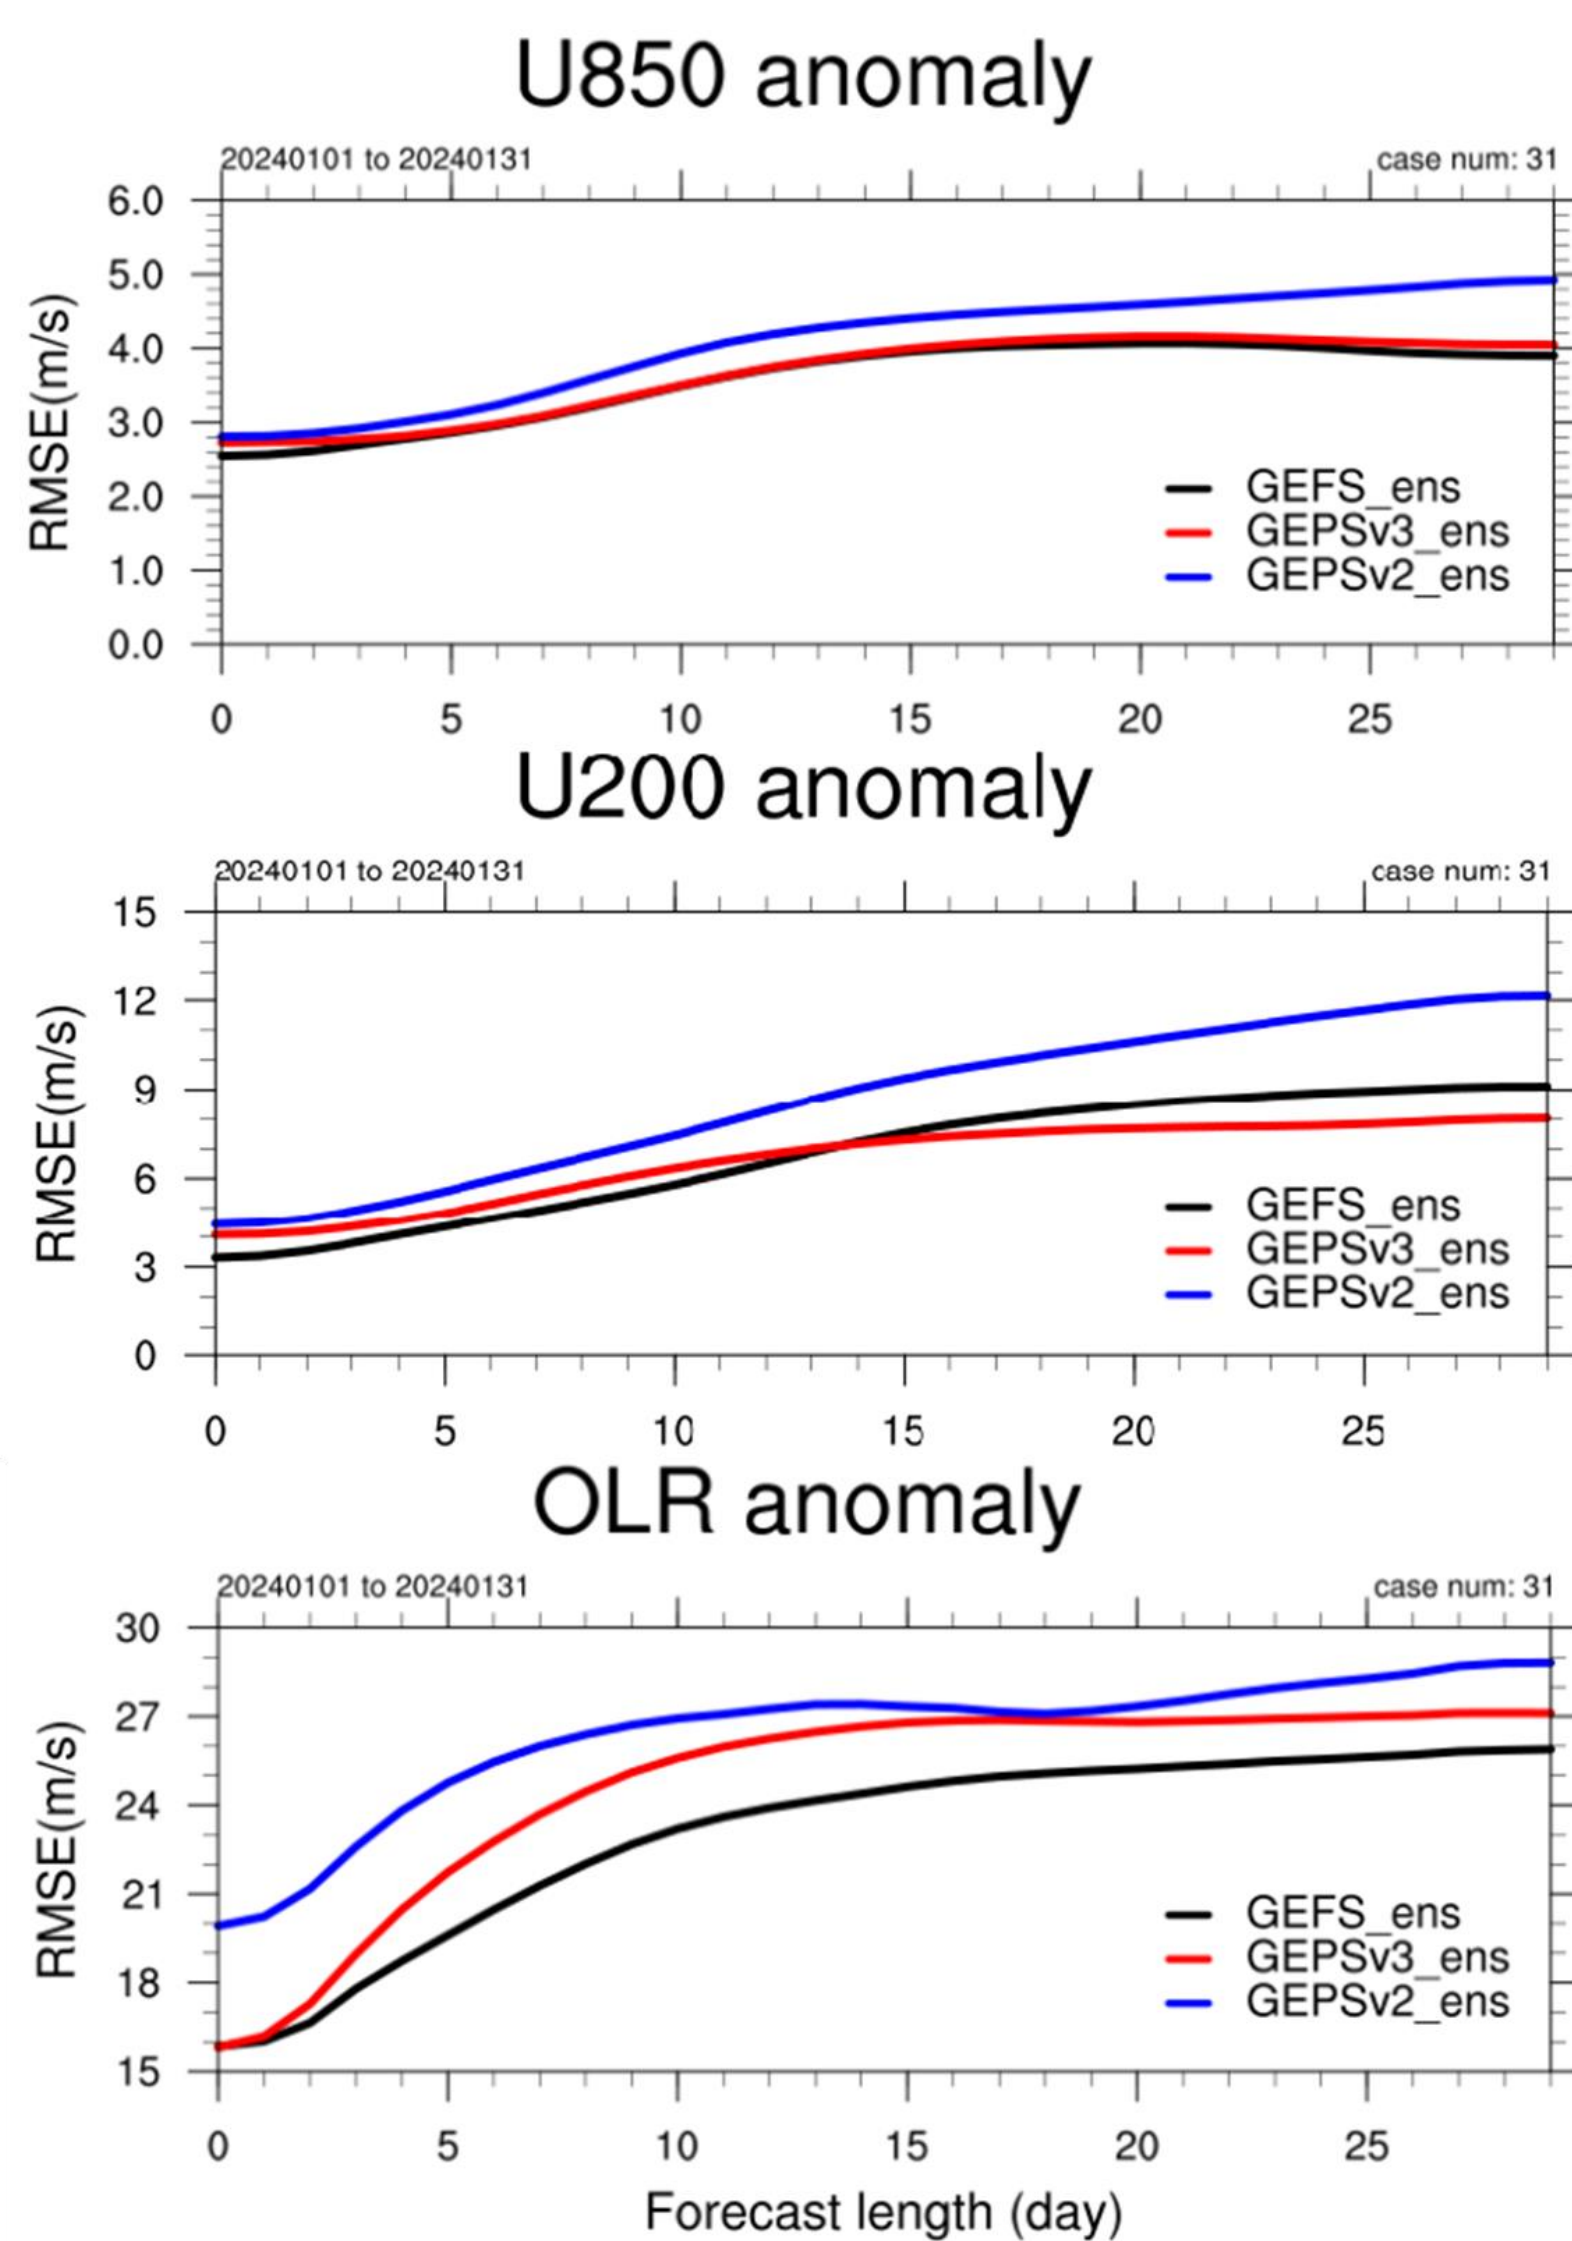 U850 anomaly
20240101 to 20240131 case num: 31
6.0
5.0
4.0
3.0
2.0
1.0
0.0
RMSE(m/s)
GEFS_ens
GEPSv3_ens
GEPSv2_ens
0 5 10 15 20 25
U200 anomaly
20240101 to 20240131 case num: 31
15
12
9
6
3
0
RMSE(m/s)
GEFS_ens
GEPSv3_ens
GEPSv2_ens
0 5 10 15 20 25
OLR anomaly
20240101 to 20240131 case num: 31
30
27
24
21
18
15
RMSE(m/s)
GEFS_ens
GEPSv3_ens
GEPSv2_ens
0 5 10 15 20 25
Forecast length (day)